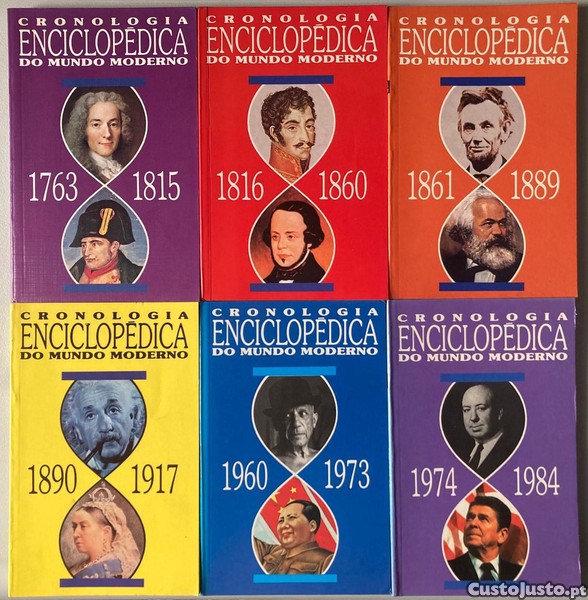 CRONOLOGIA
ENCICLOPÉDICA
DO MUNDO MODERNO
1763 1815
CRONOLOGIA
ENCICLOPÉDICA
DO MUNDO MODERNO
1816 1860
CRONOLOGIA
ENCICLOPÉDICA
DO MUNDO MODERNO
1861 1889
CRONOLOGIA
ENCICLOPÉDICA
DO MUNDO MODERNO
1890 1917
CRONOLOGIA
ENCICLOPÉDICA
DO MUNDO MODERNO
1960 1973
CRONOLOGIA
ENCICLOPÉDICA
DO MUNDO MODERNO
1974 1984
CustoJusto.pt